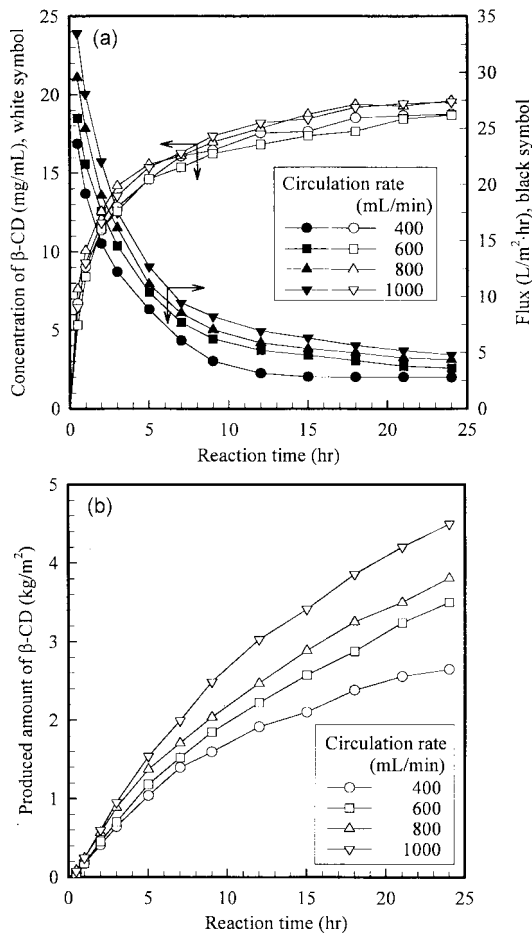 (a)
Concentration of β-CD (mg/mL), white symbol
Flux (L/m²·hr), black symbol
25
20
15
10
5
0
35
30
25
20
15
10
5
0
Circulation rate
(mL/min)
400
600
800
1000
0 5 10 15 20 25
Reaction time (hr)
(b)
Produced amount of β-CD (kg/m²)
5
4
3
2
1
0
Circulation rate
(mL/min)
400
600
800
1000
0 5 10 15 20 25
Reaction time (hr)